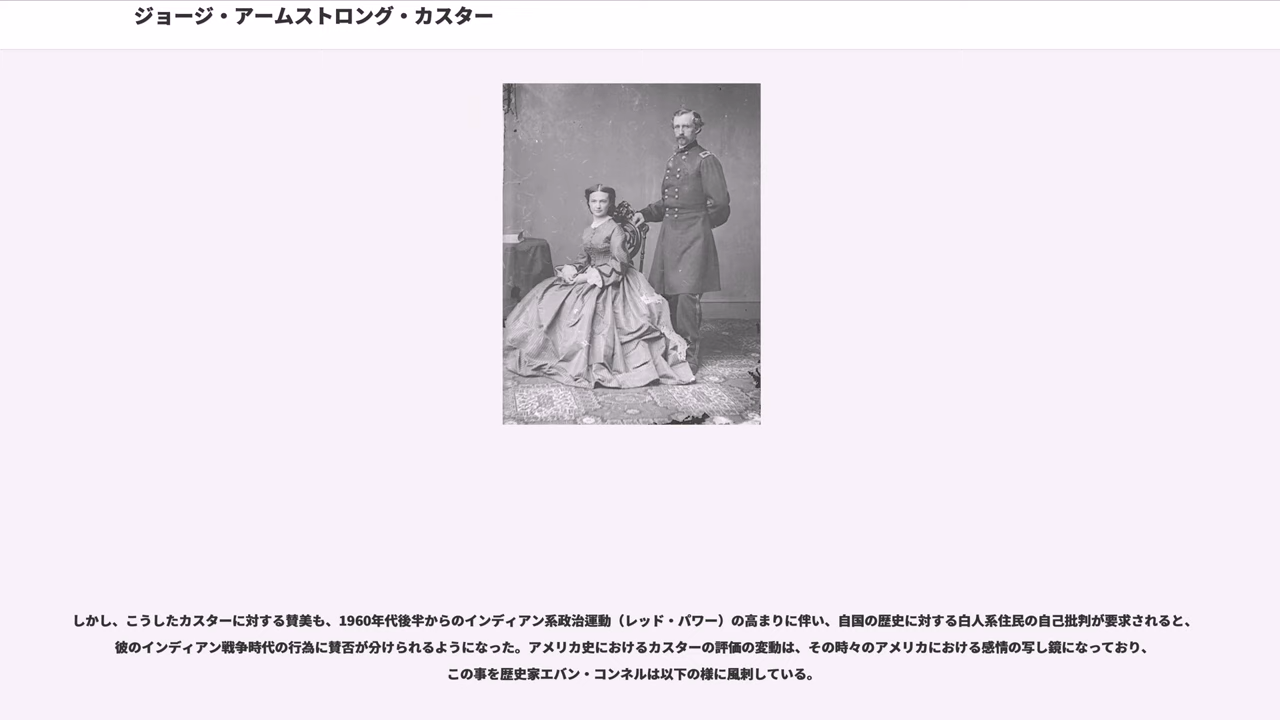 ジョージ・アームストロング・カスター
しかし、こうしたカスターに対する賛美も、1960年代後半からのインディアン系政治運動（レッド・パワー）の高まりに伴い、自国の歴史に対する白人系住民の自己批判が要求されると、
彼のインディアン戦争時代の行為に賛否が分けられるようになった。アメリカ史におけるカスターの評価の変動は、その時々のアメリカにおける感情の写し鏡になっており、
この事を歴史家エバン・コンネルは以下の様に風刺している。